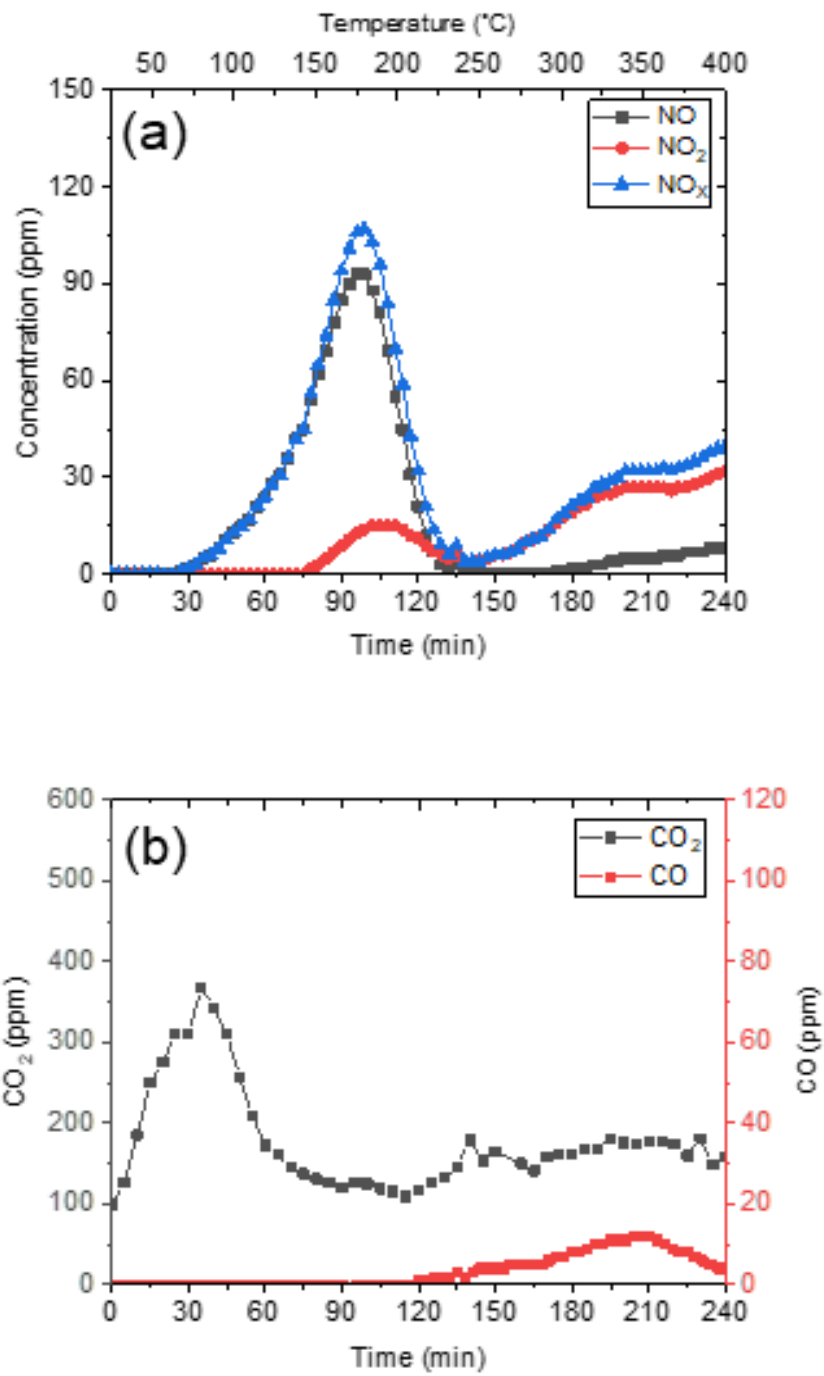 Temperature (°C)
50 100 150 200 250 300 350 400
150
(a)
NO
NO₂
NOₓ
120
90
60
30
0
Concentration (ppm)
0 30 60 90 120 150 180 210 240
Time (min)
600 120
(b)
CO₂
CO
500 100
400 80
300 60
200 40
100 20
0 0
CO₂ (ppm)
CO (ppm)
0 30 60 90 120 150 180 210 240
Time (min)